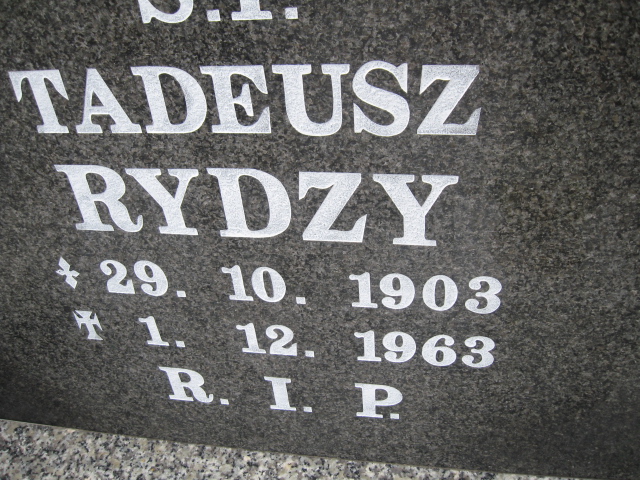 Ś.P.
TADEUSZ
RYDZY
* 29. 10. 1903
✠ 1. 12. 1963
R. I. P.